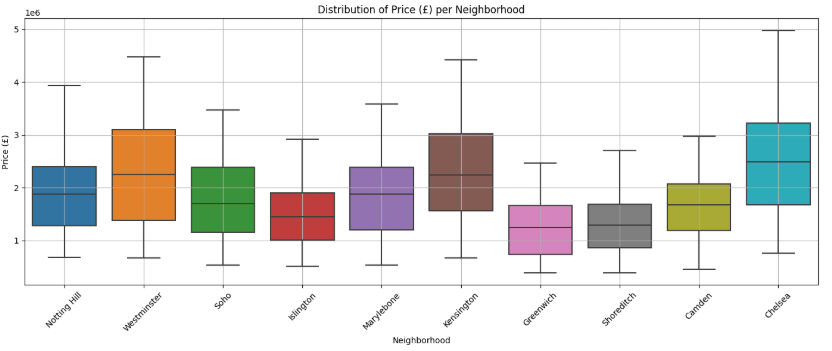 Distribution of Price (£) per Neighborhood
1e6
5
4
3
2
1
Price (£)
Notting Hill
Westminster
Soho
Islington
Marylebone
Kensington
Greenwich
Shoreditch
Camden
Chelsea
Neighborhood